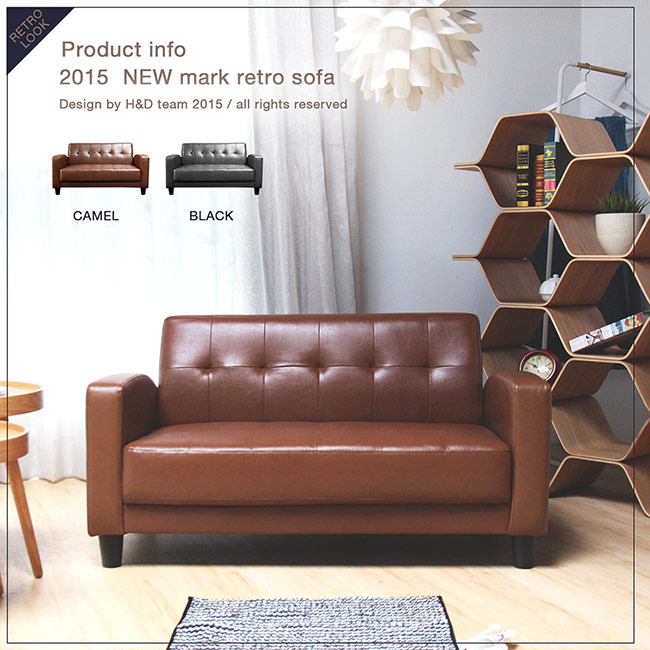 RETRO
LOOK
Product info
2015 NEW mark retro sofa
Design by H&D team 2015 / all rights reserved
CAMEL
BLACK